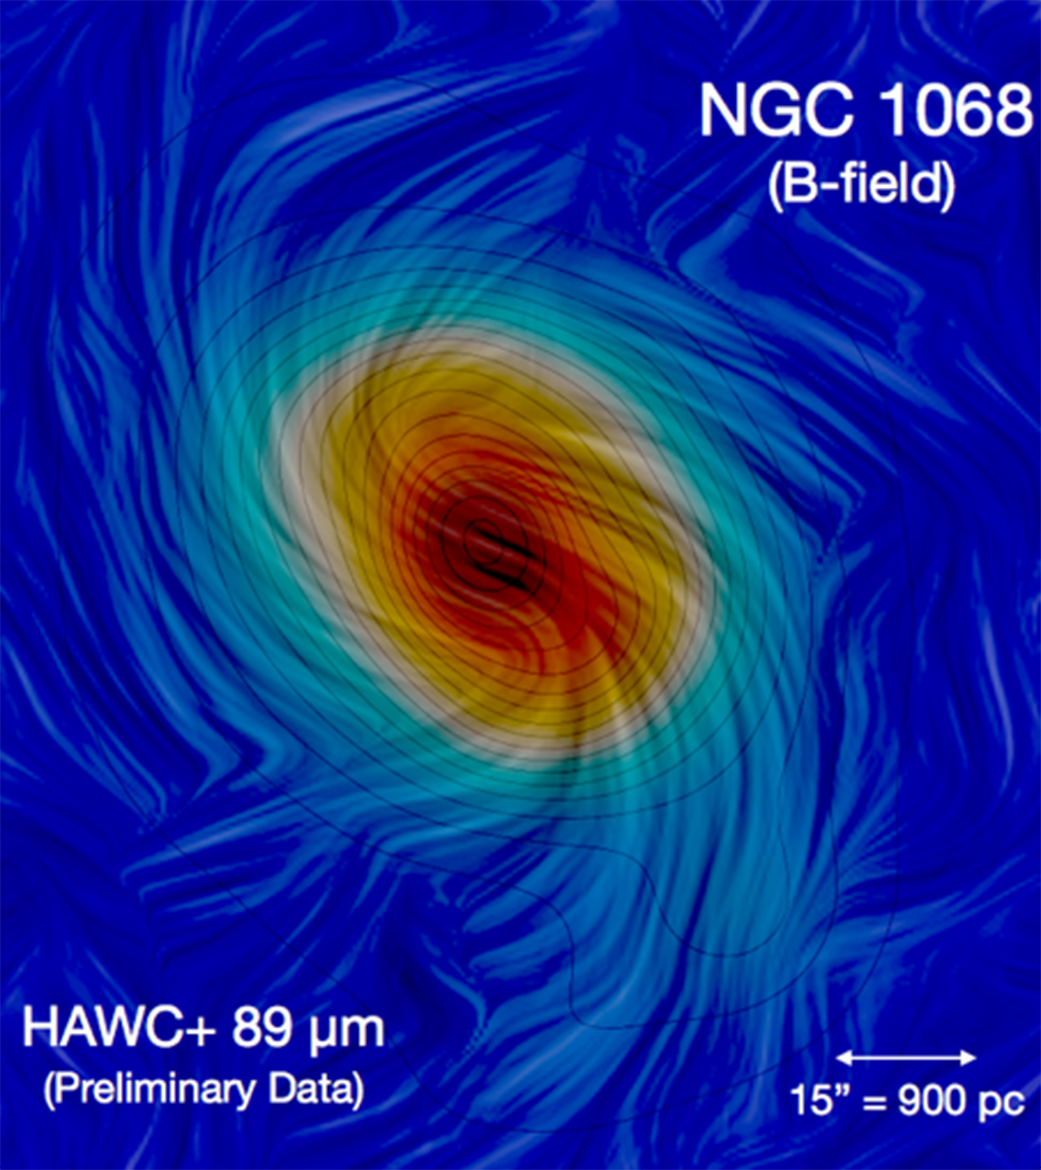 NGC 1068
(B-field)
HAWC+ 89 μm
(Preliminary Data)
15” = 900 pc